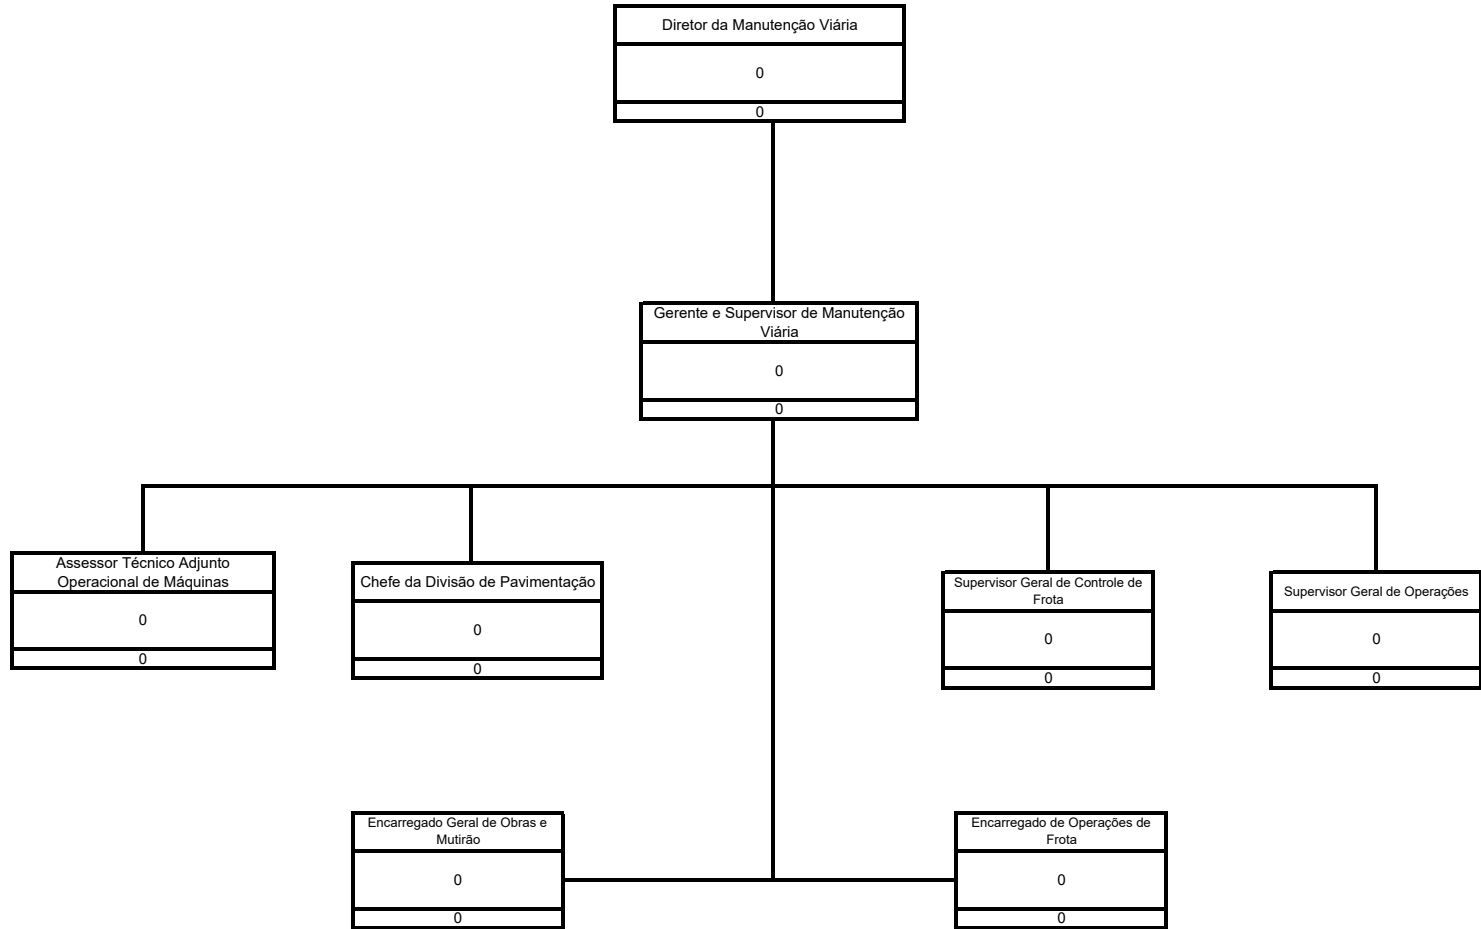 Diretor da Manutenção Viária
0
0
Gerente e Supervisor de Manutenção
Viária
0
0
Assessor Técnico Adjunto
Operacional de Máquinas
0
0
Chefe da Divisão de Pavimentação
0
0
Supervisor Geral de Controle de
Frota
0
0
Supervisor Geral de Operações
0
0
Encarregado Geral de Obras e
Mutirão
0
0
Encarregado de Operações de
Frota
0
0